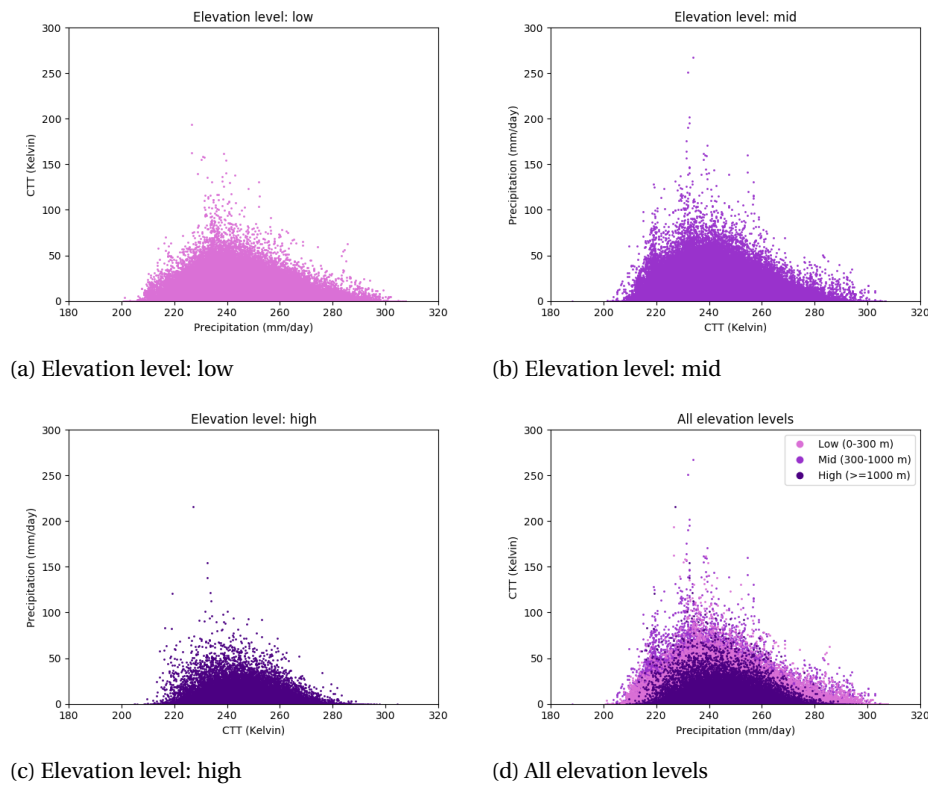 Elevation level: low
300
250
200
150
100
50
0
CTT (Kelvin)
180 200 220 240 260 280 300 320
Precipitation (mm/day)
(a) Elevation level: low
Elevation level: mid
300
250
200
150
100
50
0
Precipitation (mm/day)
180 200 220 240 260 280 300 320
CTT (Kelvin)
(b) Elevation level: mid
Elevation level: high
300
250
200
150
100
50
0
Precipitation (mm/day)
180 200 220 240 260 280 300 320
CTT (Kelvin)
(c) Elevation level: high
All elevation levels
300
250
200
150
100
50
0
CTT (Kelvin)
Low (0-300 m)
Mid (300-1000 m)
High (>=1000 m)
180 200 220 240 260 280 300 320
Precipitation (mm/day)
(d) All elevation levels